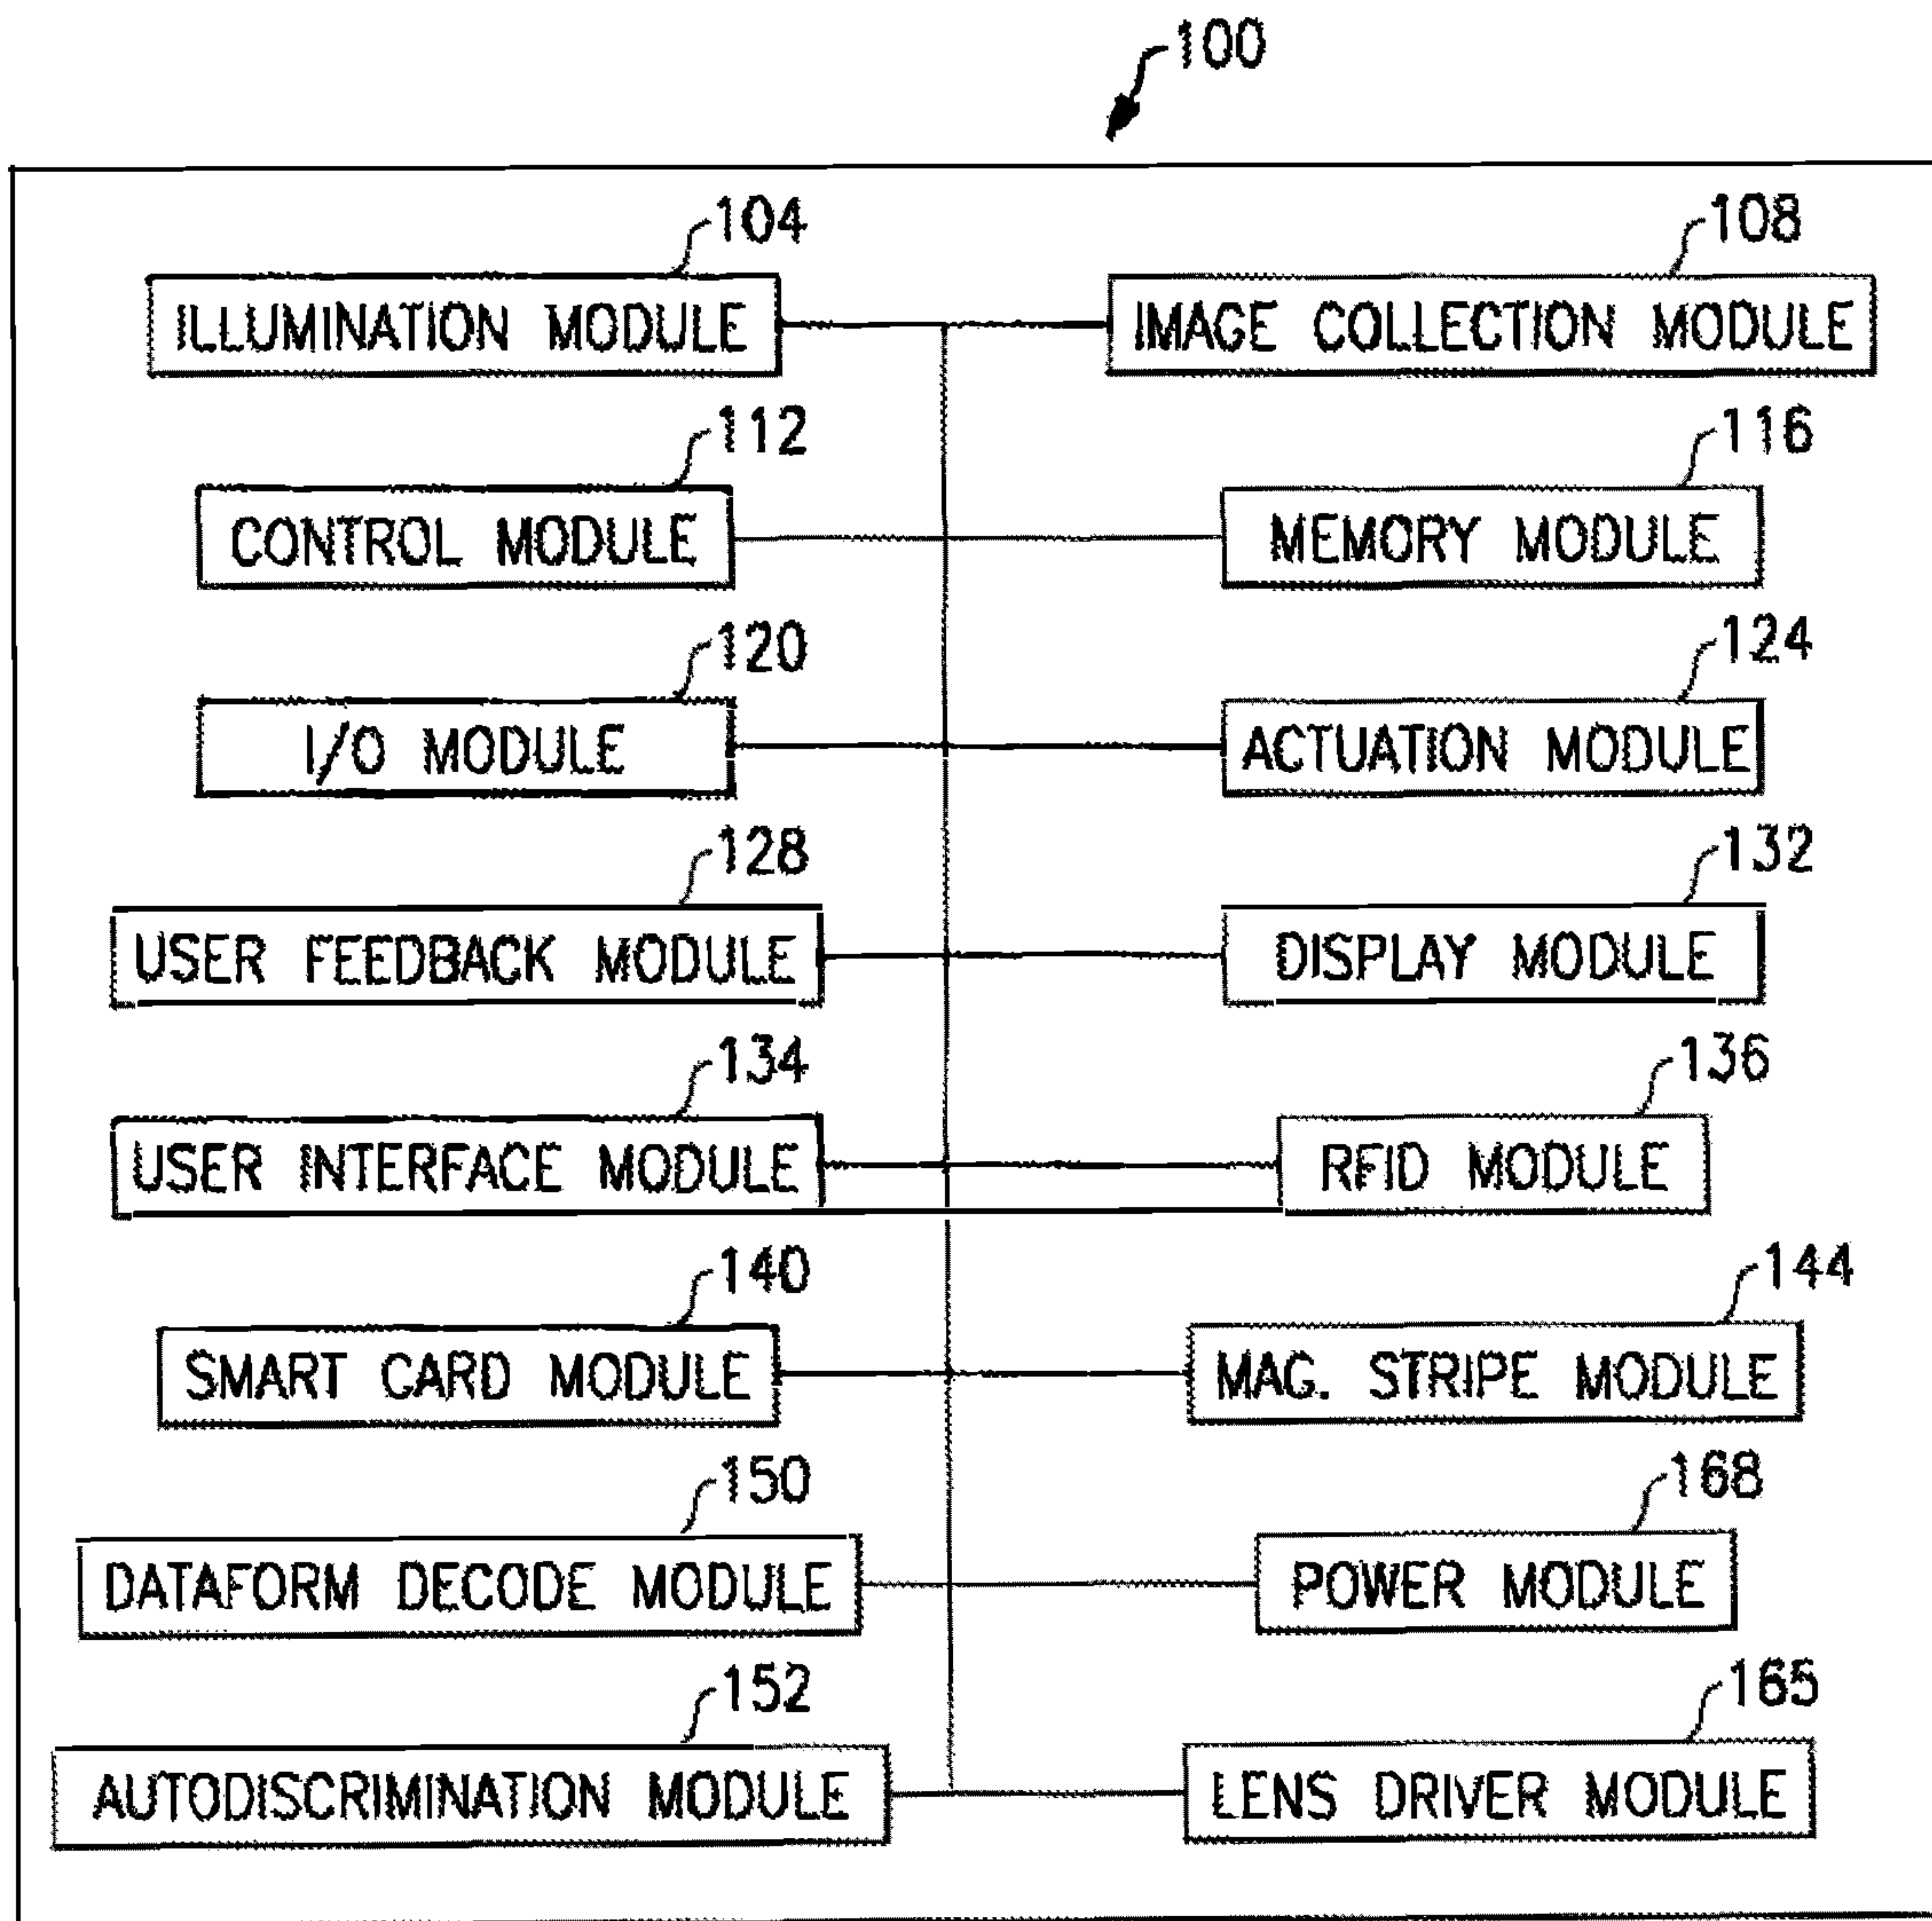 100
104
108
ILLUMINATION MODULE
IMAGE COLLECTION MODULE
112
116
CONTROL MODULE
MEMORY MODULE
120
124
I/O MODULE
ACTUATION MODULE
128
132
USER FEEDBACK MODULE
DISPLAY MODULE
134
136
USER INTERFACE MODULE
RFID MODULE
140
144
SMART CARD MODULE
MAG. STRIPE MODULE
150
168
DATAFORM DECODE MODULE
POWER MODULE
152
165
AUTODISCRIMINATION MODULE
LENS DRIVER MODULE